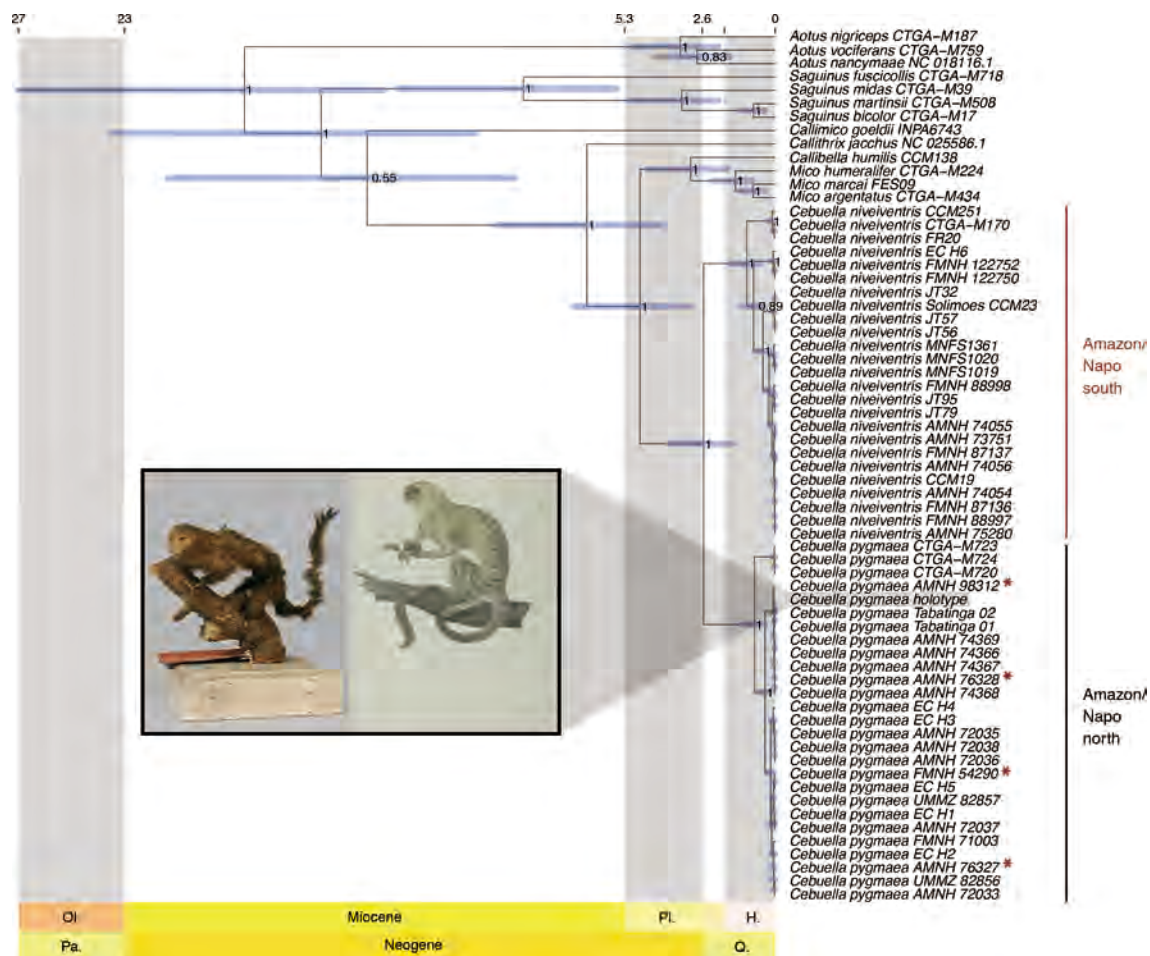 27 23 5.3 2.6 0
Aotus nigriceps CTGA–M187
1
Aotus vociferans CTGA–M759
0.83
Aotus nancymaae NC 018116.1
Saguinus fuscicollis CTGA–M718
1
1
Saguinus midas CTGA–M39
1
Saguinus martinsii CTGA–M508
1
Saguinus bicolor CTGA–M17
Callimico goeldii INPA6743
1
Callithrix jacchus NC 025586.1
Callibella humilis CCM138
Mico humeralifer CTGA–M224
1
0.55
Mico marcai FES09
1
Mico argentatus CTGA–M434
1
Cebuella niveiventris CCM251
Cebuella niveiventris CTGA–M170
1
1
Cebuella niveiventris FR20
Cebuella niveiventris EC H6
Cebuella niveiventris FMNH 122752
1
1
Cebuella niveiventris FMNH 122750
Cebuella niveiventris JT32
Cebuella niveiventris Solimoes CCM23
1
0.89
Cebuella niveiventris JT57
Cebuella niveiventris JT56
Cebuella niveiventris MNFS1361
1
Cebuella niveiventris MNFS1020
Cebuella niveiventris MNFS1019
Cebuella niveiventris FMNH 88998
Cebuella niveiventris JT95
Cebuella niveiventris JT79
Cebuella niveiventris AMNH 74055
Cebuella niveiventris AMNH 73751
1
Cebuella niveiventris FMNH 87137
Cebuella niveiventris AMNH 74056
Cebuella niveiventris CCM19
Cebuella niveiventris AMNH 74054
Cebuella niveiventris FMNH 87136
Cebuella niveiventris FMNH 88997
Cebuella niveiventris AMNH 75280
Amazon/
Napo
south
Cebuella pygmaea CTGA–M723
Cebuella pygmaea CTGA–M724
Cebuella pygmaea CTGA–M720
Cebuella pygmaea AMNH 98312 *
Cebuella pygmaea holotype
Cebuella pygmaea Tabatinga 02
Cebuella pygmaea Tabatinga 01
1
Cebuella pygmaea AMNH 74369
Cebuella pygmaea AMNH 74366
Cebuella pygmaea AMNH 74367
Cebuella pygmaea AMNH 76328 *
Cebuella pygmaea AMNH 74368
1
Cebuella pygmaea EC H4
Cebuella pygmaea EC H3
Cebuella pygmaea AMNH 72035
Cebuella pygmaea AMNH 72038
Cebuella pygmaea AMNH 72036
Cebuella pygmaea FMNH 54290 *
Cebuella pygmaea EC H5
Cebuella pygmaea UMMZ 82857
Cebuella pygmaea EC H1
Cebuella pygmaea AMNH 72037
Cebuella pygmaea FMNH 71003
Cebuella pygmaea EC H2
Cebuella pygmaea AMNH 76327 *
Cebuella pygmaea UMMZ 82856
Cebuella pygmaea AMNH 72033
Amazon/
Napo
north
Ol Miocene Pl. H.
Pa. Neogene Q.